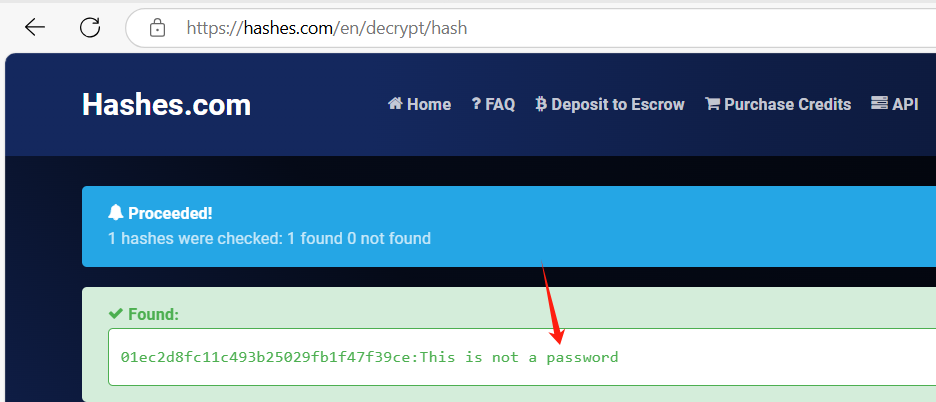 https://hashes.com/en/decrypt/hash
Hashes.com
Home ? FAQ Deposit to Escrow Purchase Credits API
Proceeded!
1 hashes were checked: 1 found 0 not found
Found:
01ec2d8fc11c493b25029fb1f47f39ce:This is not a password